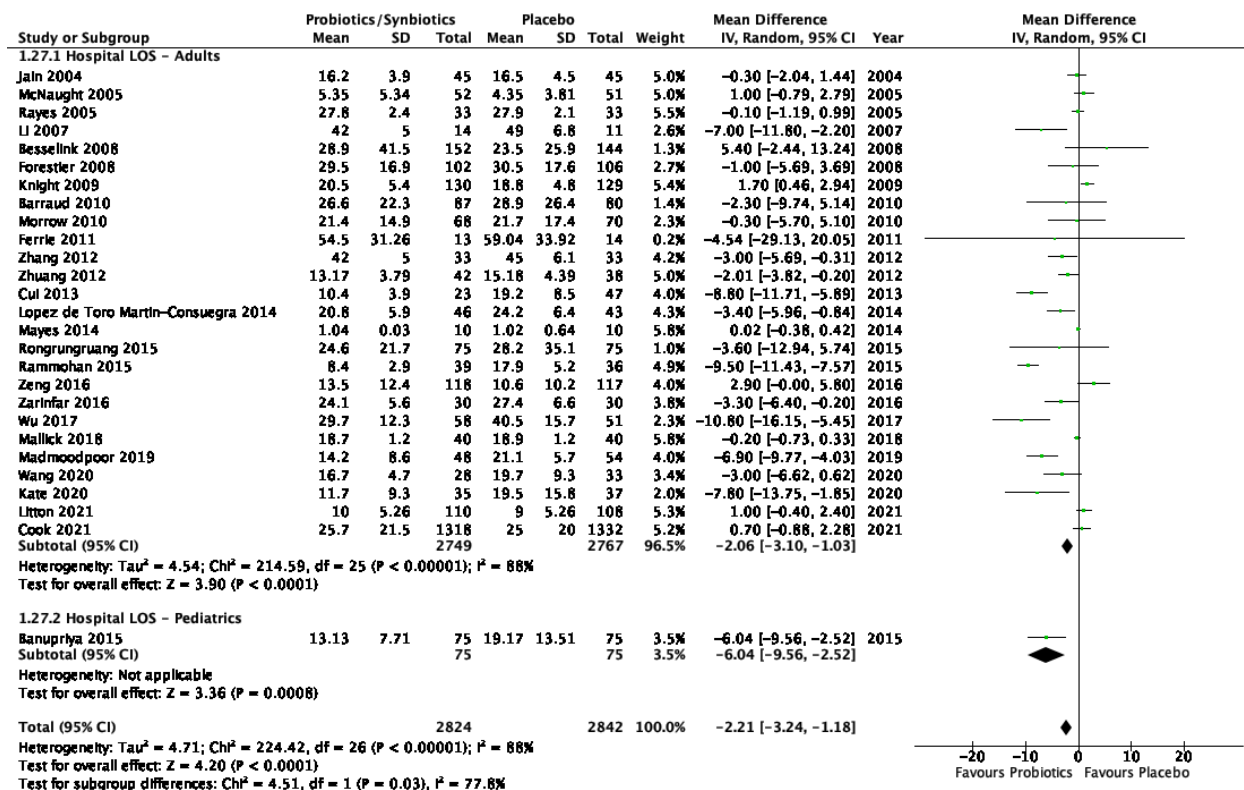 Probiotics/Synbiotics Placebo Mean Difference Mean Difference
Study or Subgroup Mean SD Total Mean SD Total Weight IV, Random, 95% CI Year IV, Random, 95% CI
1.27.1 Hospital LOS – Adults
Jain 2004 16.2 3.9 45 16.5 4.5 45 5.0% −0.30 [−2.04, 1.44] 2004
McNaught 2005 5.35 5.34 52 4.35 3.81 51 5.0% 1.00 [−0.79, 2.79] 2005
Rayes 2005 27.8 2.4 33 27.9 2.1 33 5.5% −0.10 [−1.19, 0.99] 2005
Li 2007 42 5 14 49 6.8 11 2.6% −7.00 [−11.80, −2.20] 2007
Besselink 2008 28.9 41.5 152 23.5 25.9 144 1.3% 5.40 [−2.44, 13.24] 2008
Forestier 2008 29.5 16.9 102 30.5 17.6 106 2.7% −1.00 [−5.69, 3.69] 2008
Knight 2009 20.5 5.4 130 18.8 4.8 129 5.4% 1.70 [0.46, 2.94] 2009
Barraud 2010 26.6 22.3 87 28.9 26.4 80 1.4% −2.30 [−9.74, 5.14] 2010
Morrow 2010 21.4 14.9 68 21.7 17.4 70 2.3% −0.30 [−5.70, 5.10] 2010
Ferrie 2011 54.5 31.26 13 59.04 33.92 14 0.2% −4.54 [−29.13, 20.05] 2011
Zhang 2012 42 5 33 45 6.1 33 4.2% −3.00 [−5.69, −0.31] 2012
Zhuang 2012 13.17 3.79 42 15.18 4.39 38 5.0% −2.01 [−3.82, −0.20] 2012
Cui 2013 10.4 3.9 23 19.2 8.5 47 4.0% −8.80 [−11.71, −5.89] 2013
Lopez de Toro Martin–Consuegra 2014 20.8 5.9 46 24.2 6.4 43 4.3% −3.40 [−5.96, −0.84] 2014
Mayes 2014 1.04 0.03 10 1.02 0.64 10 5.8% 0.02 [−0.38, 0.42] 2014
Rongrungruang 2015 24.6 21.7 75 28.2 35.1 75 1.0% −3.60 [−12.94, 5.74] 2015
Rammohan 2015 8.4 2.9 39 17.9 5.2 36 4.9% −9.50 [−11.43, −7.57] 2015
Zeng 2016 13.5 12.4 118 10.6 10.2 117 4.0% 2.90 [−0.00, 5.80] 2016
Zarinfar 2016 24.1 5.6 30 27.4 6.6 30 3.8% −3.30 [−6.40, −0.20] 2016
Wu 2017 29.7 12.3 58 40.5 15.7 51 2.3% −10.80 [−16.15, −5.45] 2017
Mallick 2018 18.7 1.2 40 18.9 1.2 40 5.8% −0.20 [−0.73, 0.33] 2018
Madmoodpoor 2019 14.2 8.6 48 21.1 5.7 54 4.0% −6.90 [−9.77, −4.03] 2019
Wang 2020 16.7 4.7 28 19.7 9.3 33 3.4% −3.00 [−6.62, 0.62] 2020
Kate 2020 11.7 9.3 35 19.5 15.8 37 2.0% −7.80 [−13.75, −1.85] 2020
Litton 2021 10 5.26 110 9 5.26 108 5.3% 1.00 [−0.40, 2.40] 2021
Cook 2021 25.7 21.5 1318 25 20 1332 5.2% 0.70 [−0.88, 2.28] 2021
Subtotal (95% CI) 2749 2767 96.5% −2.06 [−3.10, −1.03]
Heterogeneity: Tau² = 4.54; Chi² = 214.59, df = 25 (P < 0.00001); I² = 88%
Test for overall effect: Z = 3.90 (P < 0.0001)
1.27.2 Hospital LOS – Pediatrics
Banupriya 2015 13.13 7.71 75 19.17 13.51 75 3.5% −6.04 [−9.56, −2.52] 2015
Subtotal (95% CI) 75 75 3.5% −6.04 [−9.56, −2.52]
Heterogeneity: Not applicable
Test for overall effect: Z = 3.36 (P = 0.0008)
Total (95% CI) 2824 2842 100.0% −2.21 [−3.24, −1.18]
Heterogeneity: Tau² = 4.71; Chi² = 224.42, df = 26 (P < 0.00001); I² = 88%
Test for overall effect: Z = 4.20 (P < 0.0001)
Test for subgroup differences: Chi² = 4.51, df = 1 (P = 0.03), I² = 77.8%
−20 −10 0 10 20
Favours Probiotics Favours Placebo